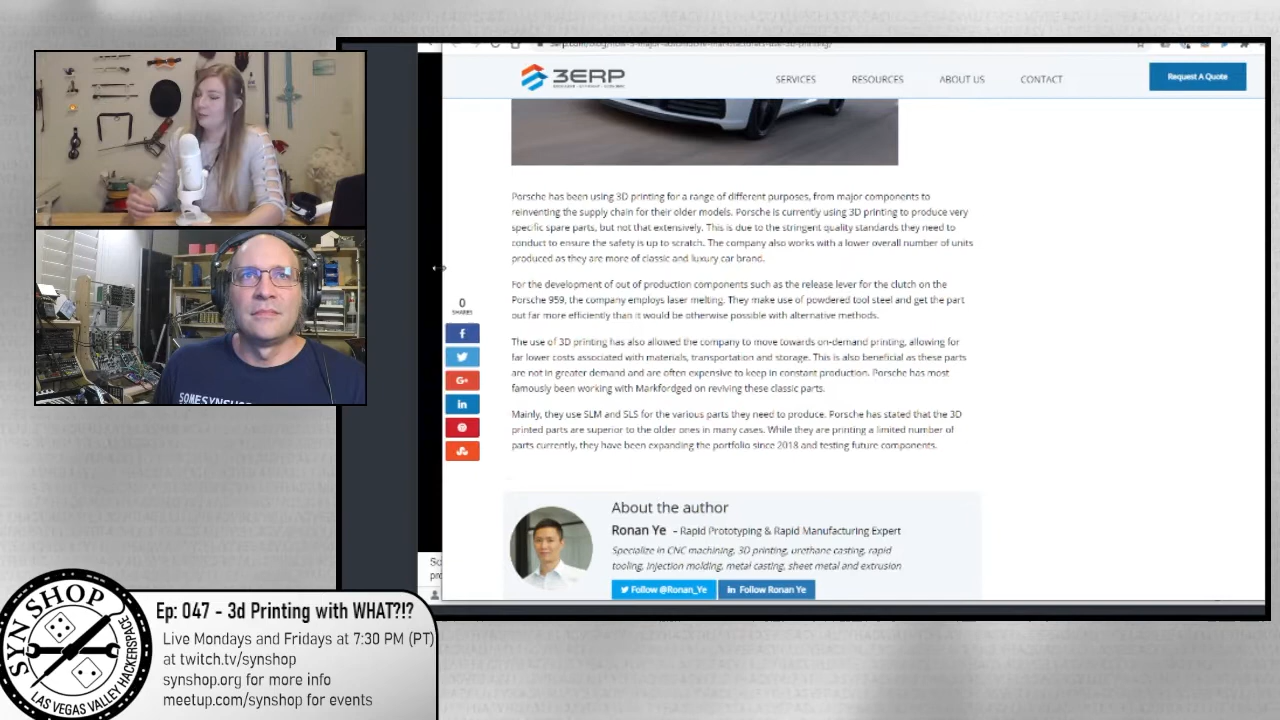 3ERP
SERVICES
RESOURCES
ABOUT US
CONTACT
Request A Quote
Porsche has been using 3D printing for a range of different purposes, from major components to
reinventing the supply chain for their older models. Porsche is currently using 3D printing to produce very
specific spare parts, but not that extensively. This is due to the stringent quality standards they need to
conduct to ensure the safety is up to scratch. The company also works with a lower overall number of units
produced as they are more of classic and luxury car brand.
For the development of out of production components such as the release lever for the clutch on the
Porsche 959, the company employs laser melting. They make use of powdered tool steel and get the part
out far more efficiently than it would be otherwise possible with alternative methods.
The use of 3D printing has also allowed the company to move towards on-demand printing, allowing for
far lower costs associated with materials, transportation and storage. This is also beneficial as these parts
are not in greater demand and are often expensive to keep in constant production. Porsche has most
famously been working with Markfordged on reviving these classic parts.
Mainly, they use SLM and SLS for the various parts they need to produce. Porsche has stated that the 3D
printed parts are superior to the older ones in many cases. While they are printing a limited number of
parts currently, they have been expanding the portfolio since 2018 and testing future components.
0
SHARES
f
G+
in
About the author
Ronan Ye - Rapid Prototyping & Rapid Manufacturing Expert
Specialize in CNC machining, 3D printing, urethane casting, rapid
tooling, injection molding, metal casting, sheet metal and extrusion
Follow @Ronan_Ye
in Follow Ronan Ye
SOMESYNSHOP
SYN SHOP
LAS VEGAS VALLEY HACKERSPACE
Ep: 047 - 3d Printing with WHAT?!?
Live Mondays and Fridays at 7:30 PM (PT)
at twitch.tv/synshop
synshop.org for more info
meetup.com/synshop for events